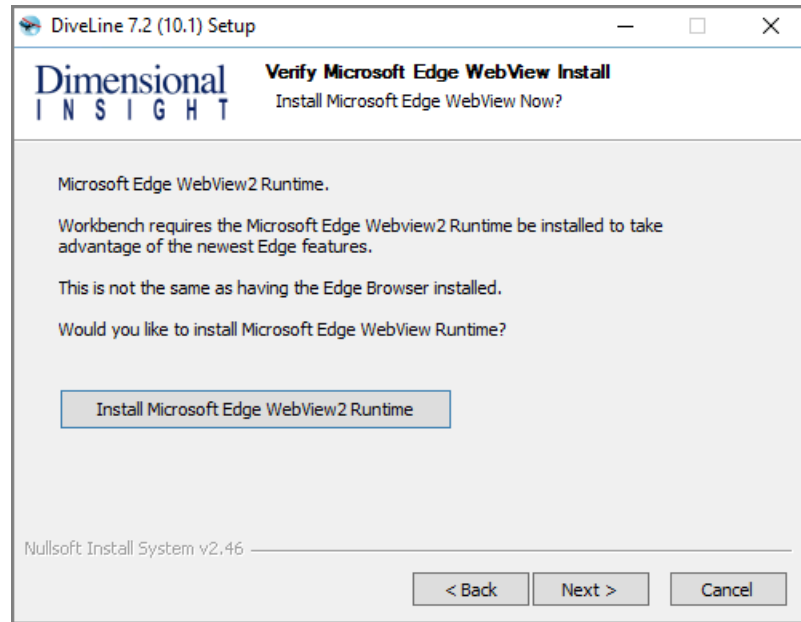 DiveLine 7.2 (10.1) Setup
Dimensional
INSIGHT
Verify Microsoft Edge WebView Install
Install Microsoft Edge WebView Now?
Microsoft Edge WebView2 Runtime.
Workbench requires the Microsoft Edge Webview2 Runtime be installed to take
advantage of the newest Edge features.
This is not the same as having the Edge Browser installed.
Would you like to install Microsoft Edge WebView Runtime?
Install Microsoft Edge WebView2 Runtime
Nullsoft Install System v2.46
< Back
Next >
Cancel